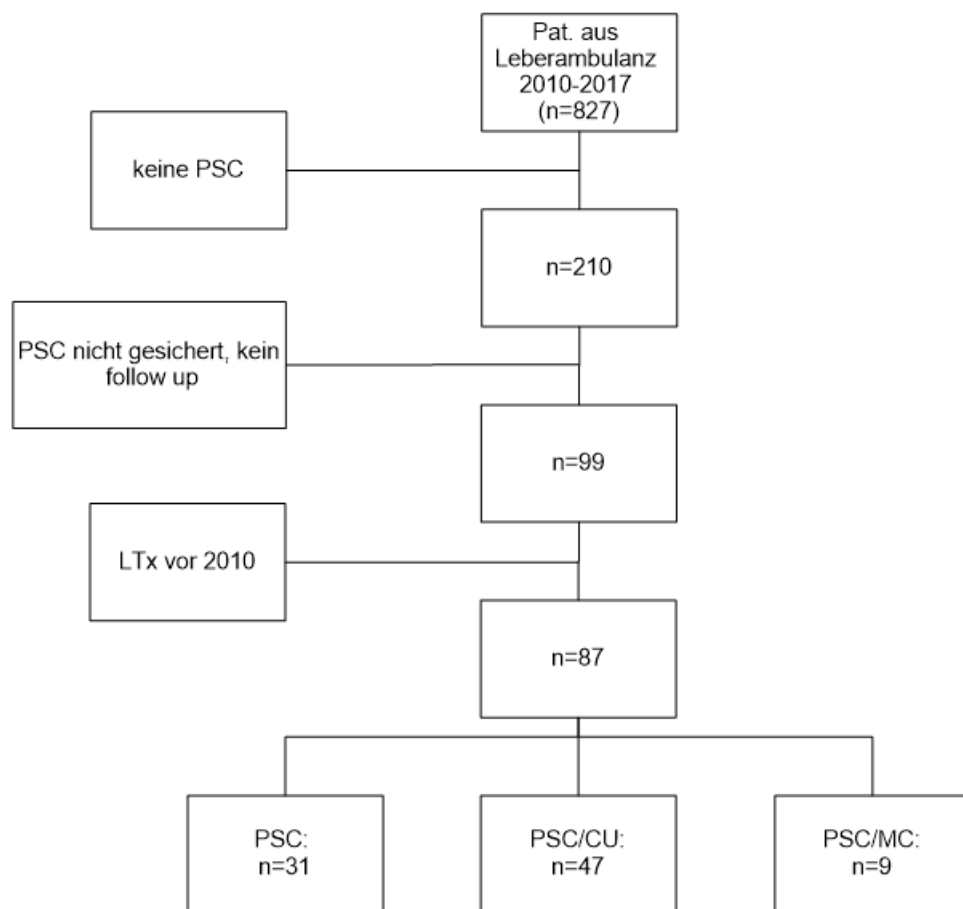 Pat. aus
Leberambulanz
2010-2017
(n=827)
keine PSC
n=210
PSC nicht gesichert, kein
follow up
n=99
LTx vor 2010
n=87
PSC:
n=31
PSC/CU:
n=47
PSC/MC:
n=9